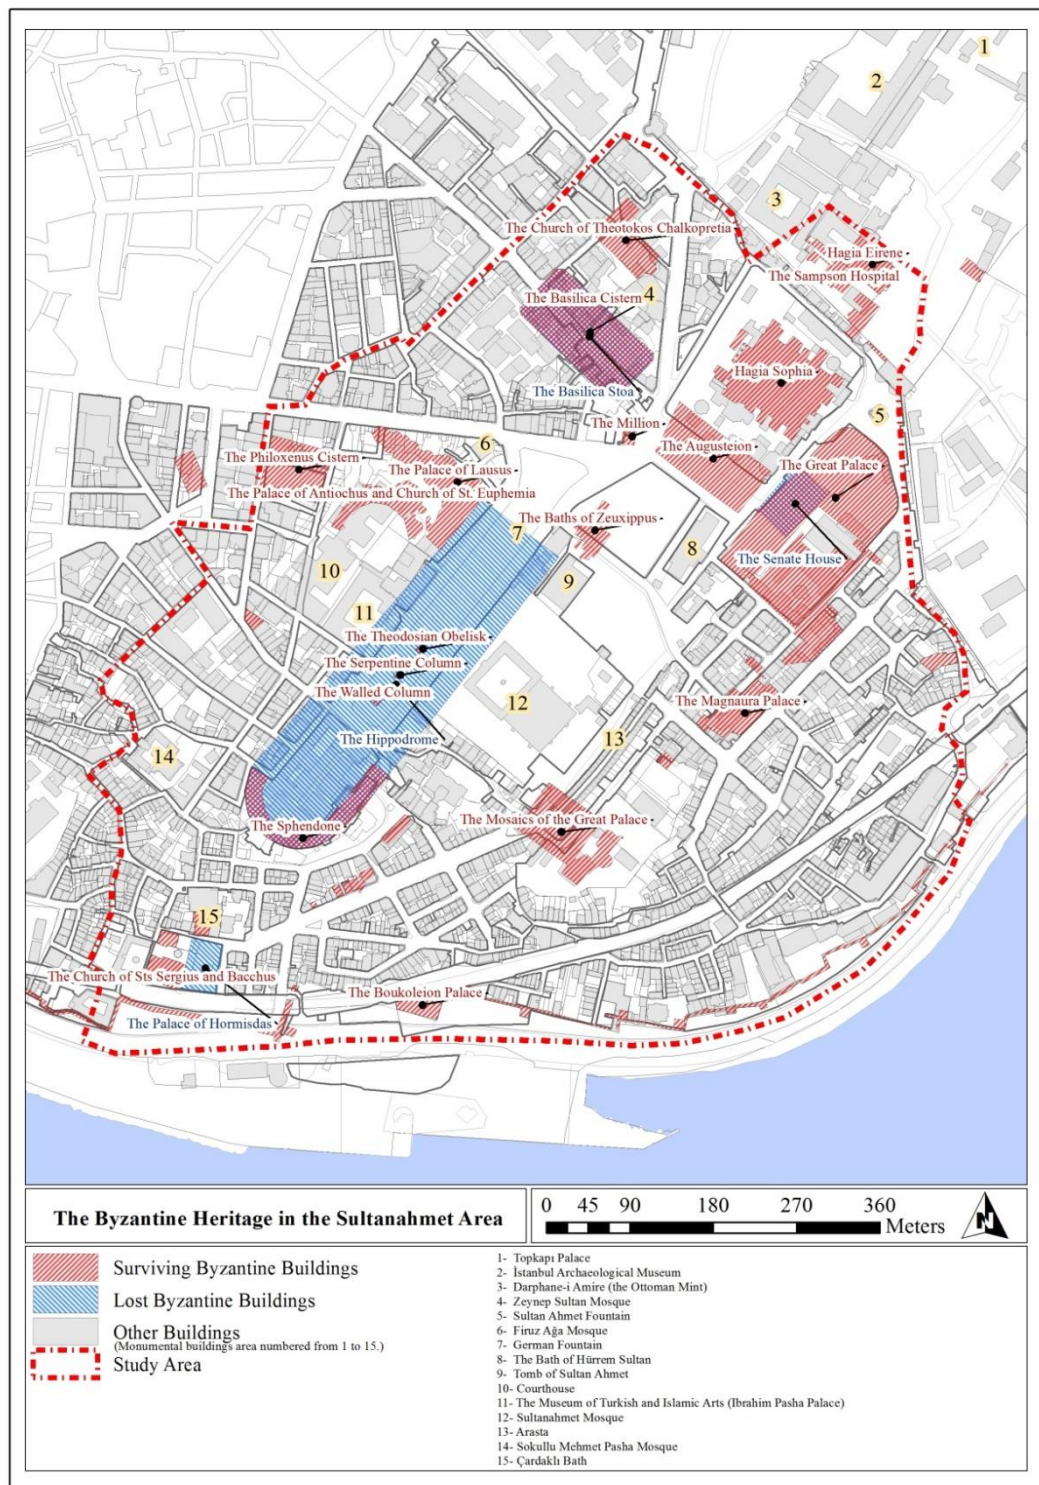 1
2
3
The Church of Theotokos Chalkopretia
Hagia Eirene
The Sampson Hospital
The Basilica Cistern
4
Hagia Sophia
The Basilica Stoa
5
The Million
6
The Augusteion
The Philoxenus Cistern
The Palace of Lausus
The Great Palace
The Palace of Antiochus and Church of St. Euphemia
The Baths of Zeuxippus
7
8
The Senate House
10
9
11
The Theodosian Obelisk
The Serpentine Column
The Walled Column
12
The Magnaura Palace
The Hippodrome
13
14
The Sphendone
The Mosaics of the Great Palace
15
The Church of Sts Sergius and Bacchus
The Boukoleion Palace
The Palace of Hormisdas
The Byzantine Heritage in the Sultanahmet Area
0 45 90 180 270 360
Meters
N
Surviving Byzantine Buildings
Lost Byzantine Buildings
Other Buildings
(Monumental buildings area numbered from 1 to 15.)
Study Area
1- Topkapı Palace
2- İstanbul Archaeological Museum
3- Darphane-i Amire (the Ottoman Mint)
4- Zeynep Sultan Mosque
5- Sultan Ahmet Fountain
6- Firuz Ağa Mosque
7- German Fountain
8- The Bath of Hürrem Sultan
9- Tomb of Sultan Ahmet
10- Courthouse
11- The Museum of Turkish and Islamic Arts (Ibrahim Pasha Palace)
12- Sultanahmet Mosque
13- Arasta
14- Sokullu Mehmet Pasha Mosque
15- Çardaklı Bath